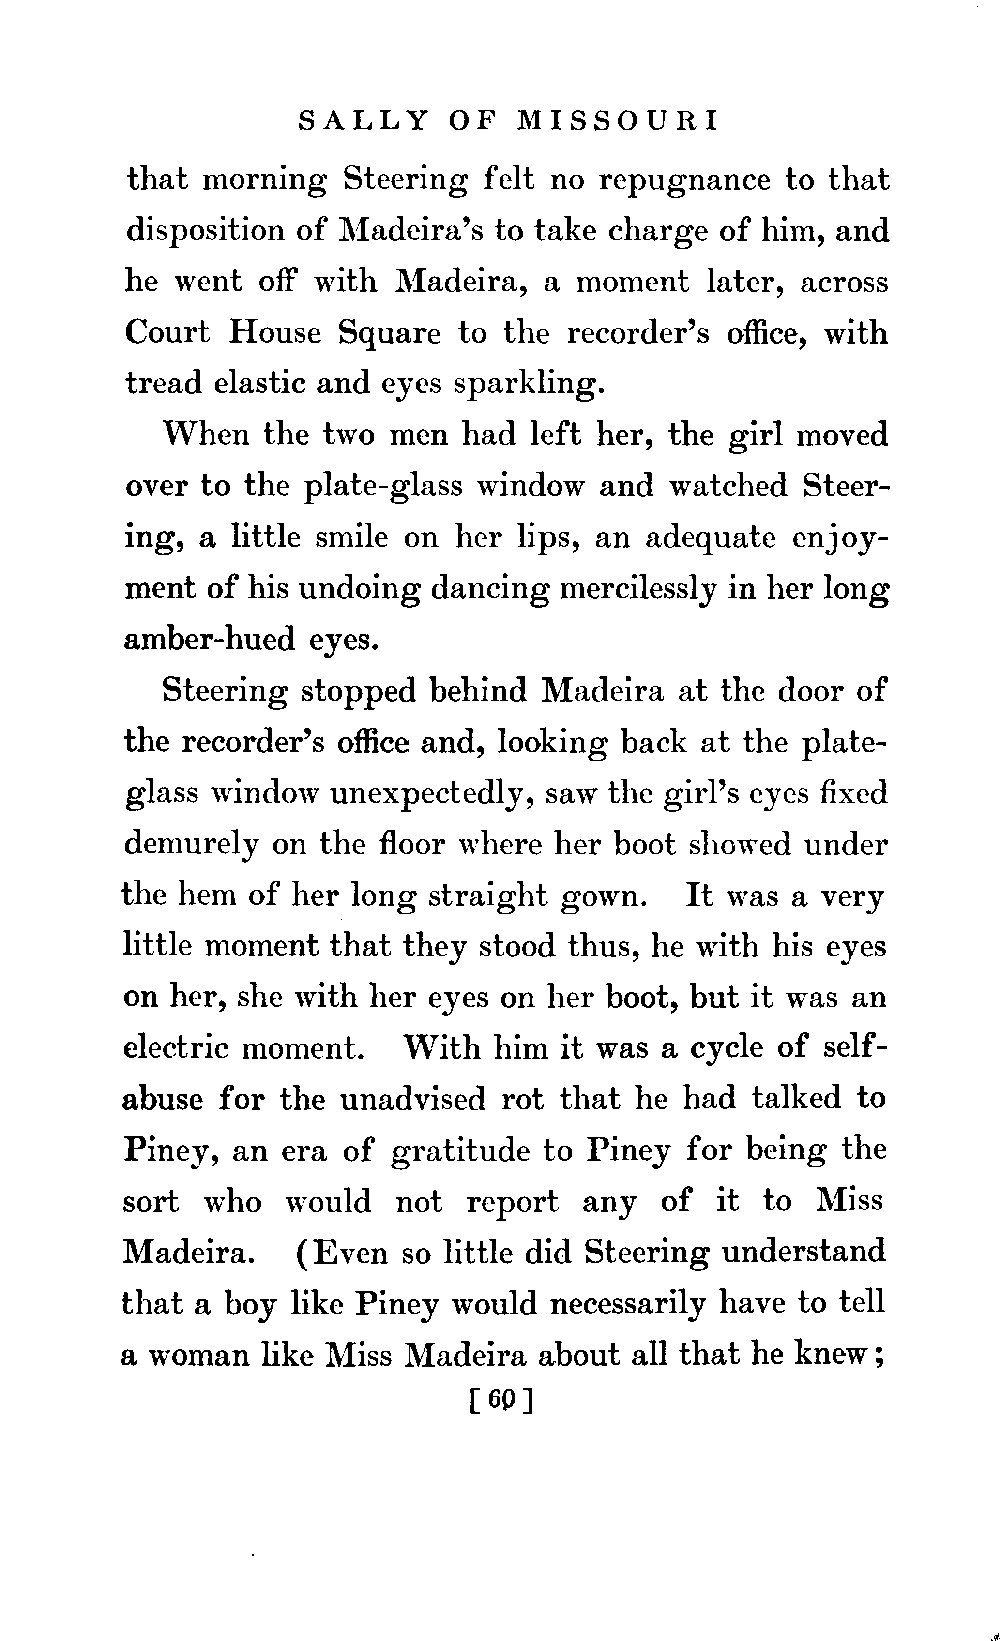 SALLY OF MISSOURI
that morning Steering felt no repugnance to that
disposition of Madeira's to take charge of him, and
he went off with Madeira, a moment later, across
Court House Square to the recorder's office, with
tread elastic and eyes sparkling.
When the two men had left her, the girl moved
over to the plate-glass window and watched Steer-
ing, a little smile on her lips, an adequate enjoy-
ment of his undoing dancing mercilessly in her long
amber-hued eyes.
Steering stopped behind Madeira at the door of
the recorder's office and, looking back at the plate-
glass window unexpectedly, saw the girl's eyes fixed
demurely on the floor where her boot showed under
the hem of her long straight gown. It was a very
little moment that they stood thus, he with his eyes
on her, she with her eyes on her boot, but it was an
electric moment. With him it was a cycle of self-
abuse for the unadvised rot that he had talked to
Piney, an era of gratitude to Piney for being the
sort who would not report any of it to Miss
Madeira. (Even so little did Steering understand
that a boy like Piney would necessarily have to tell
a woman like Miss Madeira about all that he knew;
[60]